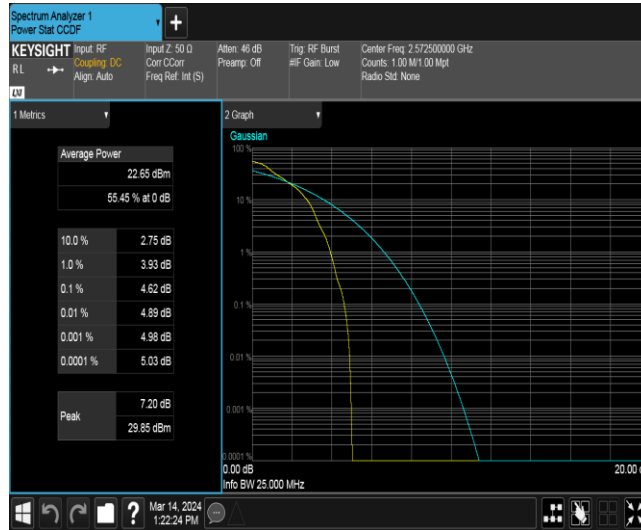 Spectrum Analyzer 1
Power Stat CCDF
+
KEYSIGHT
RL
LXI
Input: RF
Coupling: DC
Align: Auto
Input Z: 50 Ω
Corr CCorr
Freq Ref: Int (S)
Atten: 46 dB
Preamp: Off
Trig: RF Burst
#IF Gain: Low
Center Freq: 2.572500000 GHz
Counts: 1.00 M/1.00 Mpt
Radio Std: None
1 Metrics
Average Power
22.65 dBm
55.45 % at 0 dB
10.0 % 2.75 dB
1.0 % 3.93 dB
0.1 % 4.62 dB
0.01 % 4.89 dB
0.001 % 4.98 dB
0.0001 % 5.03 dB
Peak
7.20 dB
29.85 dBm
2 Graph
Gaussian
100 %
10 %
1 %
0.1 %
0.01 %
0.001 %
0.0001 %
0.00 dB
20.00
Info BW 25.000 MHz
?
Mar 14, 2024
1:22:24 PM